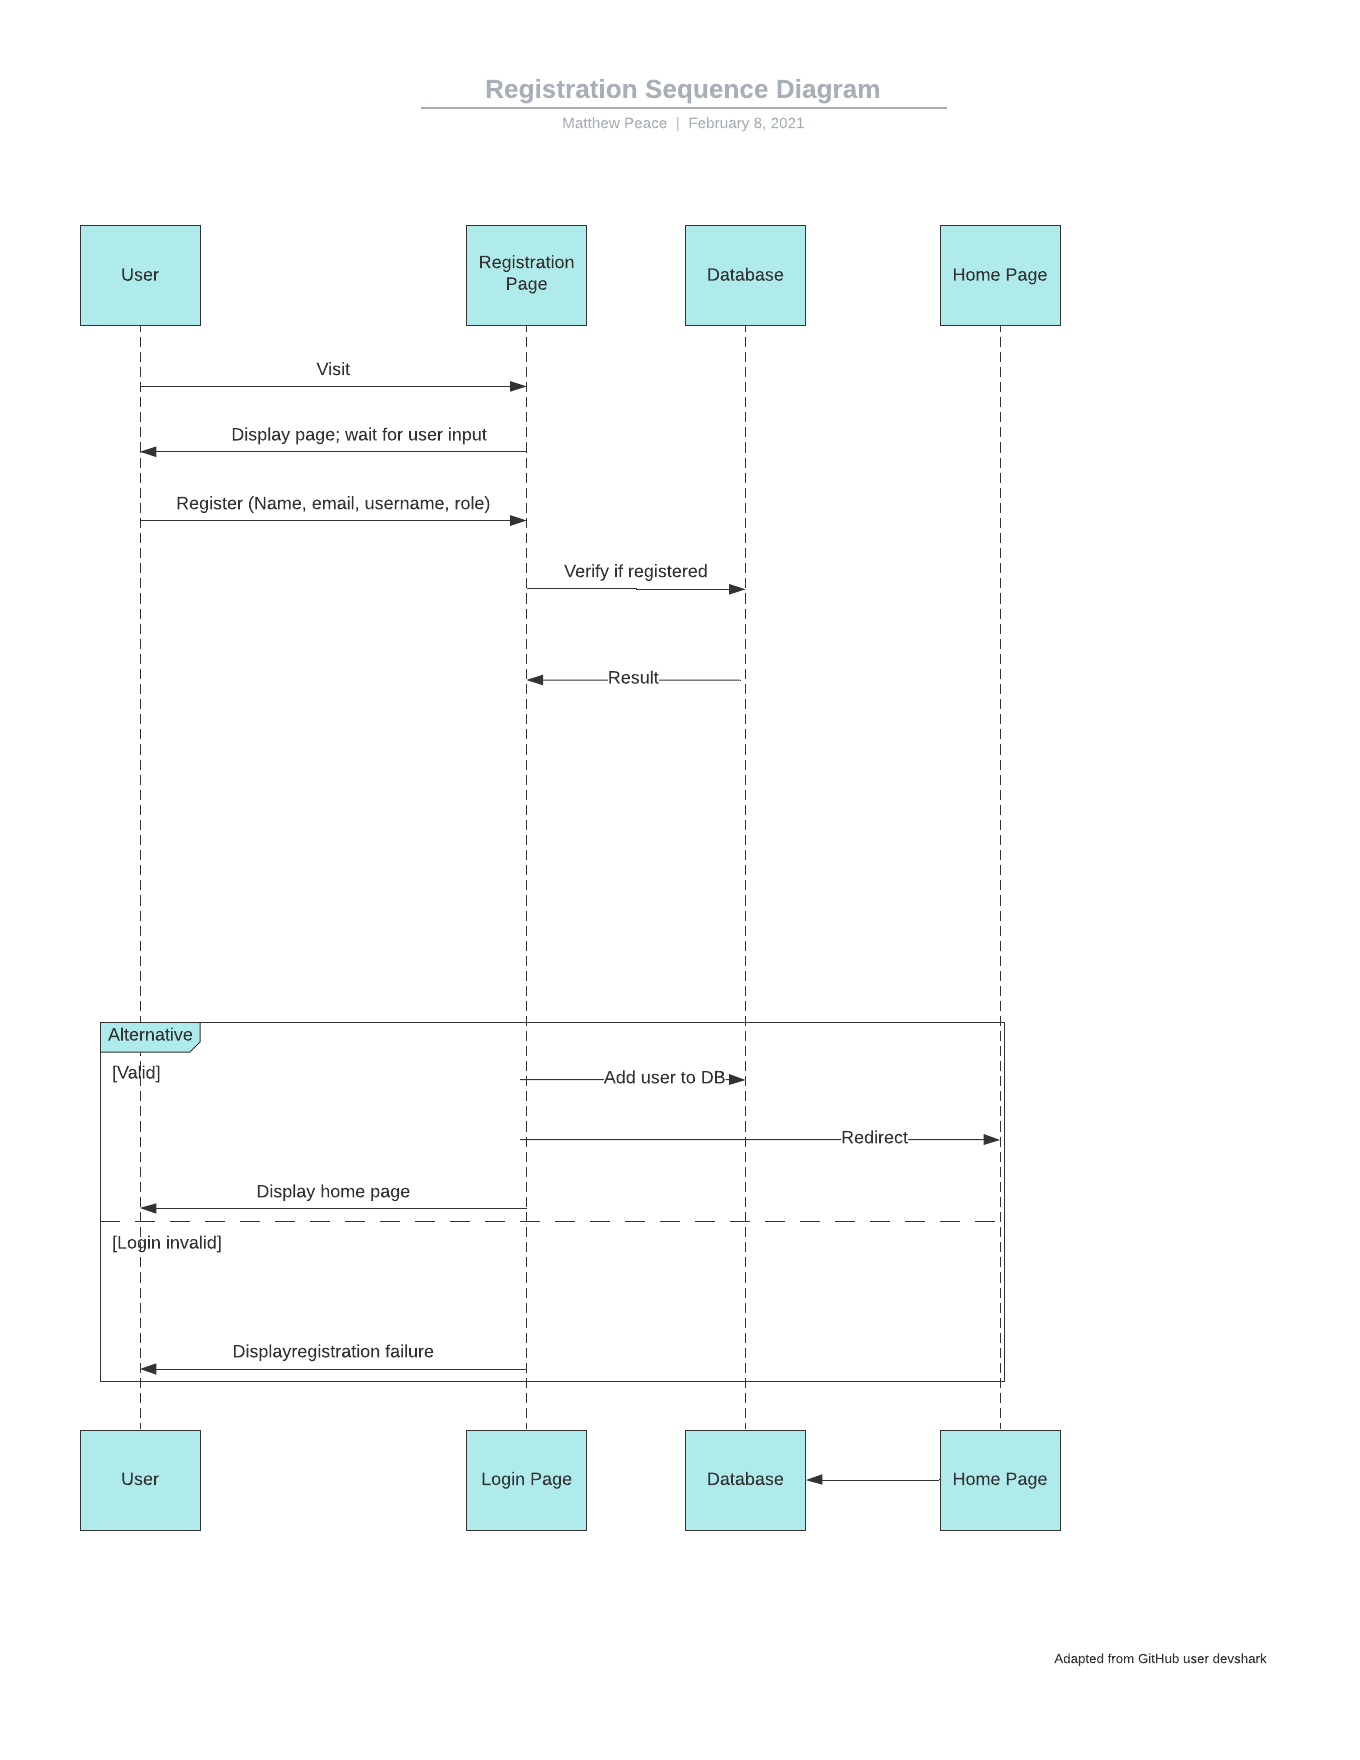 Registration Sequence Diagram
Matthew Peace | February 8, 2021
User
Registration
Page
Database
Home Page
Visit
Display page; wait for user input
Register (Name, email, username, role)
Verify if registered
Result
Alternative
[Valid]
Add user to DB
Redirect
Display home page
[Login invalid]
Displayregistration failure
User
Login Page
Database
Home Page
Adapted from GitHub user devshark